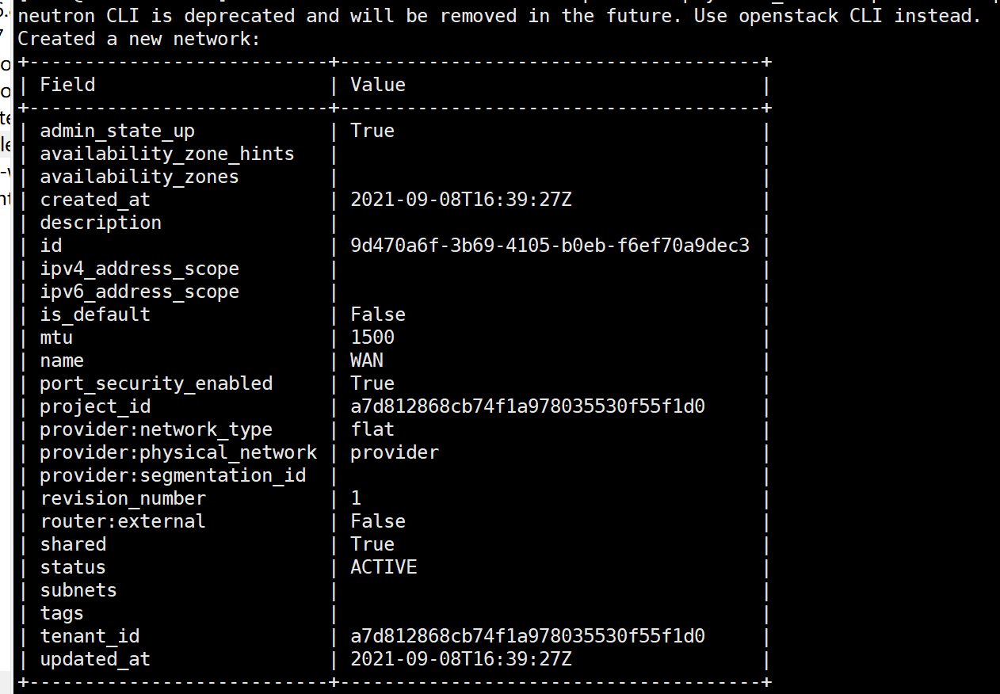 neutron CLI is deprecated and will be removed in the future. Use openstack CLI instead.
Created a new network:
+---------------------------+--------------------------------------+
| Field                     | Value                                |
+---------------------------+--------------------------------------+
| admin_state_up            | True                                 |
| availability_zone_hints   |                                      |
| availability_zones        |                                      |
| created_at                | 2021-09-08T16:39:27Z                 |
| description               |                                      |
| id                        | 9d470a6f-3b69-4105-b0eb-f6ef70a9dec3 |
| ipv4_address_scope        |                                      |
| ipv6_address_scope        |                                      |
| is_default                | False                                |
| mtu                       | 1500                                 |
| name                      | WAN                                  |
| port_security_enabled     | True                                 |
| project_id                | a7d812868cb74f1a978035530f55f1d0     |
| provider:network_type     | flat                                 |
| provider:physical_network | provider                             |
| provider:segmentation_id  |                                      |
| revision_number           | 1                                    |
| router:external           | False                                |
| shared                    | True                                 |
| status                    | ACTIVE                               |
| subnets                   |                                      |
| tags                      |                                      |
| tenant_id                 | a7d812868cb74f1a978035530f55f1d0     |
| updated_at                | 2021-09-08T16:39:27Z                 |
+---------------------------+--------------------------------------+